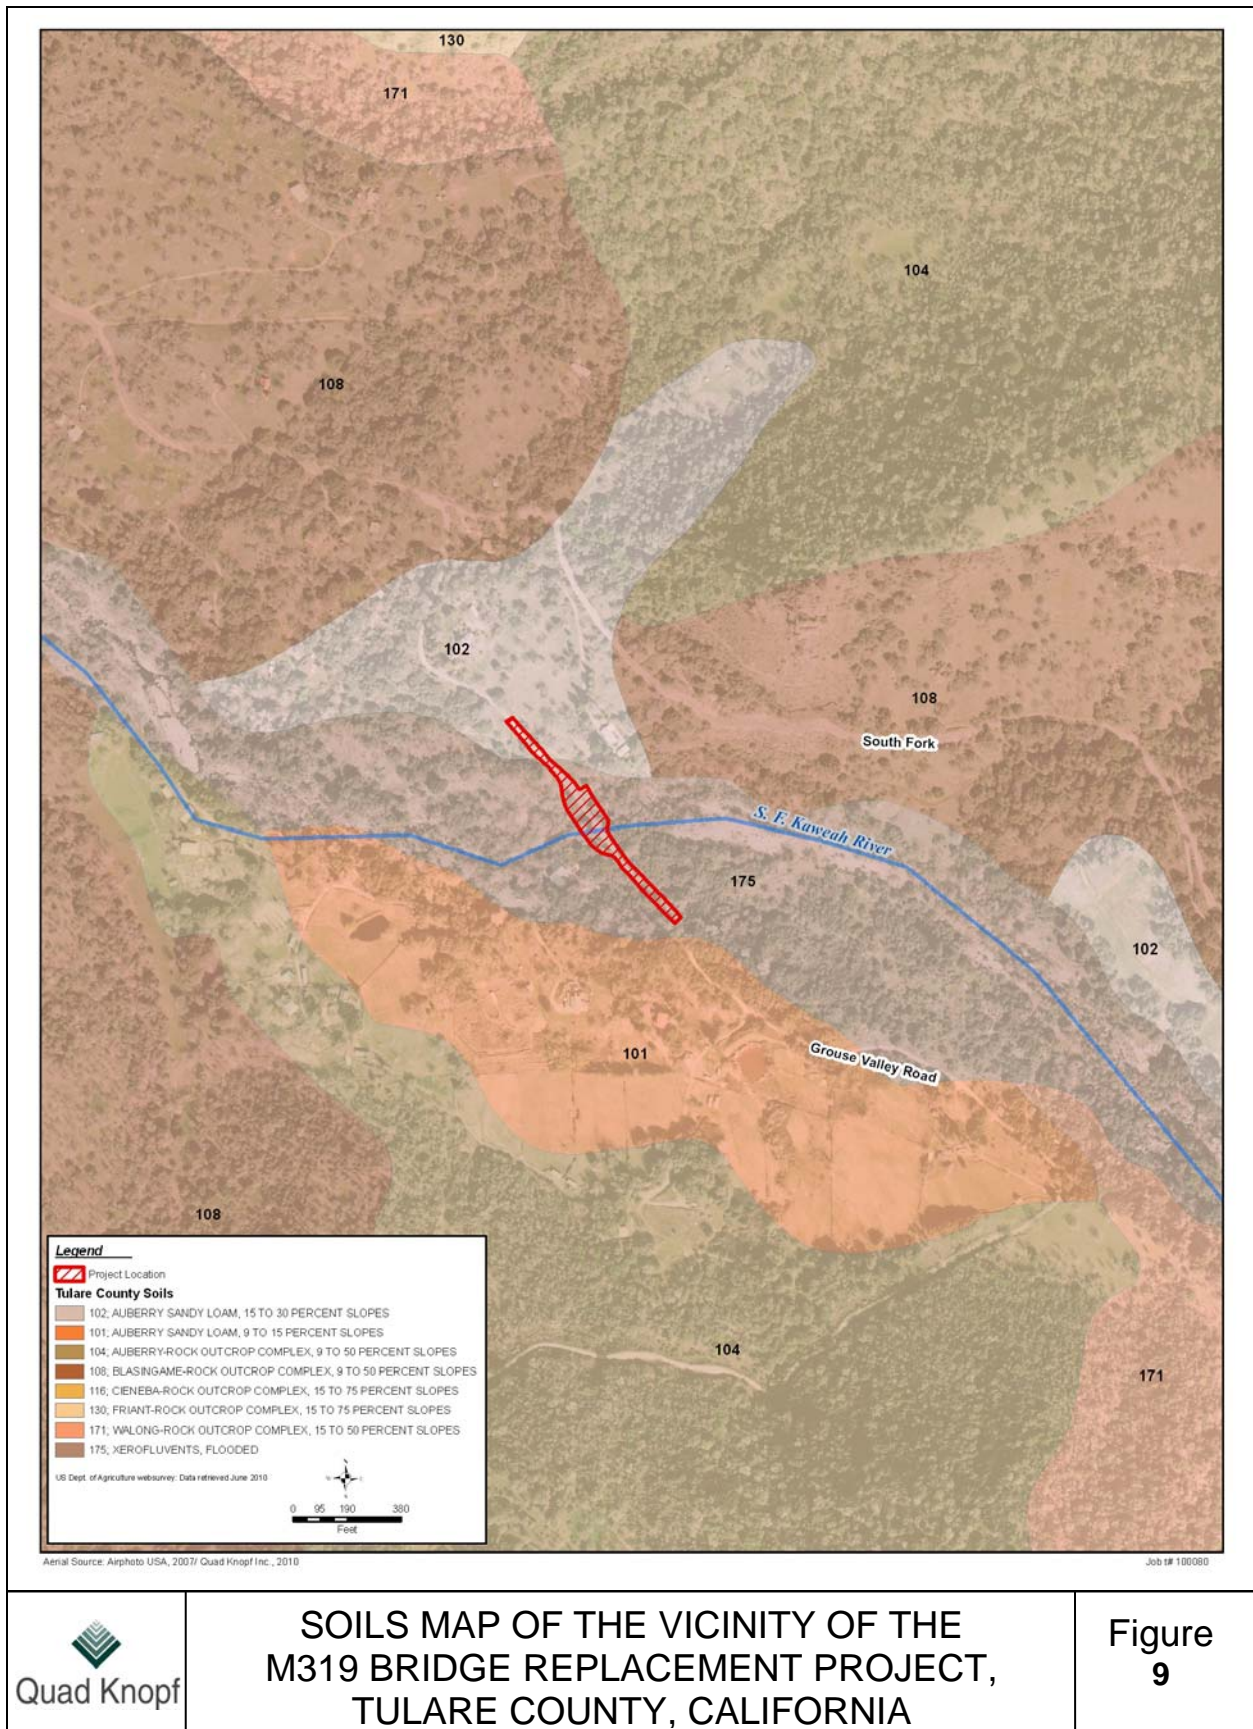 130
171
104
108
102
108
South Fork
S. F. Kaweah River
175
102
101
Grouse Valley Road
108
104
171
Legend
Project Location
Tulare County Soils
102; AUBERRY SANDY LOAM, 15 TO 30 PERCENT SLOPES
101; AUBERRY SANDY LOAM, 9 TO 15 PERCENT SLOPES
104; AUBERRY-ROCK OUTCROP COMPLEX, 9 TO 50 PERCENT SLOPES
108; BLASINGAME-ROCK OUTCROP COMPLEX, 9 TO 50 PERCENT SLOPES
116; CIENEBA-ROCK OUTCROP COMPLEX, 15 TO 75 PERCENT SLOPES
130; FRIANT-ROCK OUTCROP COMPLEX, 15 TO 75 PERCENT SLOPES
171; WALONG-ROCK OUTCROP COMPLEX, 15 TO 50 PERCENT SLOPES
175; XEROFLUVENTS, FLOODED
US Dept. of Agriculture websurvey: Data retrieved June 2010
0 95 190 380
Feet
Aerial Source: Airphoto USA, 2007/ Quad Knopf Inc., 2010
Job t# 100080
Quad Knopf
SOILS MAP OF THE VICINITY OF THE
M319 BRIDGE REPLACEMENT PROJECT,
TULARE COUNTY, CALIFORNIA
Figure
9